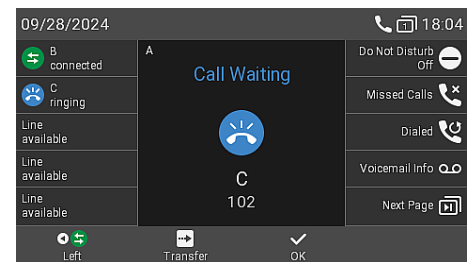 09/28/2024
1
18:04
B
connected
C
ringing
Line
available
Line
available
Line
available
A
Call Waiting
C
102
Do Not Disturb
Off
Missed Calls
Dialed
Voicemail Info
Next Page
Left
Transfer
OK